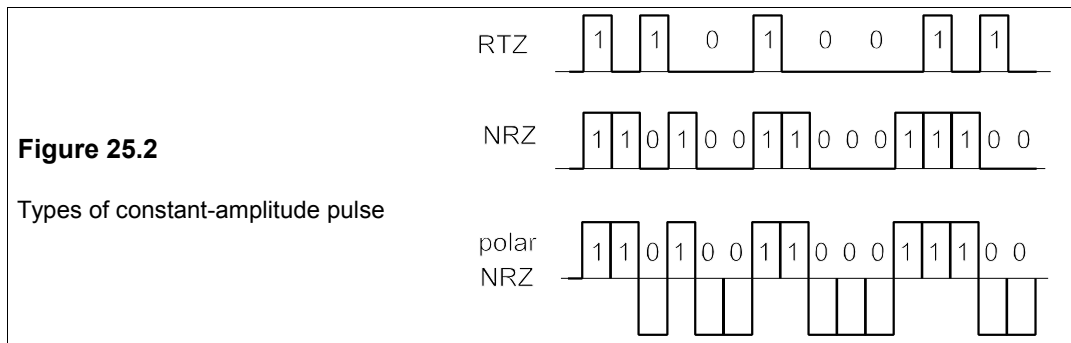 Figure 25.2
Types of constant-amplitude pulse
RTZ 1 1 0 1 0 0 1 1
NRZ 1 1 0 1 0 0 1 1 0 0 0 1 1 1 0 0
polar 1 1 0 1 0 0 1 1 0 0 0 1 1 1 0 0
NRZ